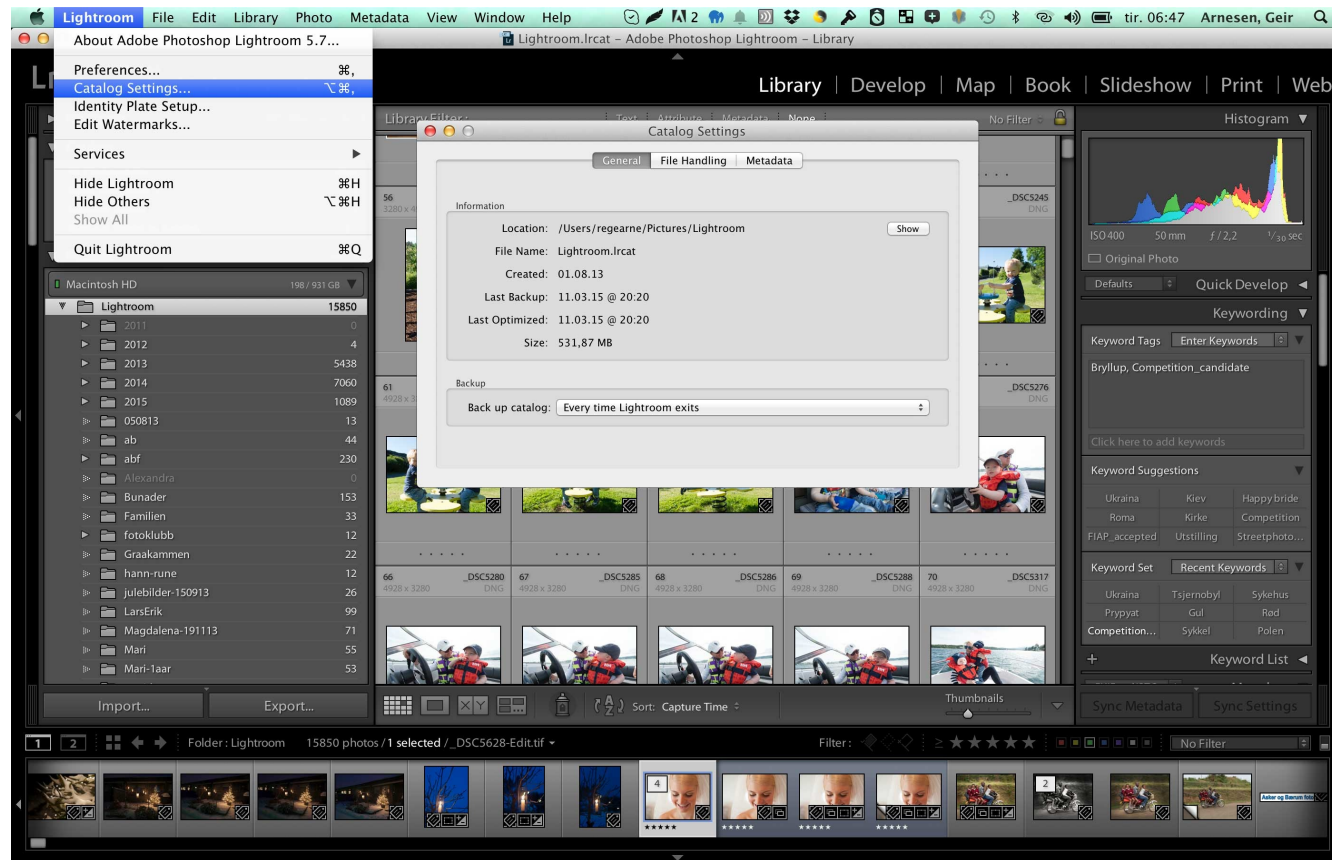 Lightroom File Edit Library Photo Metadata View Window Help 2 tir. 06:47 Arnesen, Geir
Lightroom.lrcat – Adobe Photoshop Lightroom – Library
About Adobe Photoshop Lightroom 5.7...
Preferences... ⌘,
Catalog Settings... ⌥⌘,
Identity Plate Setup...
Edit Watermarks...
Services
Hide Lightroom ⌘H
Hide Others ⌥⌘H
Show All
Quit Lightroom ⌘Q
Library | Develop | Map | Book | Slideshow | Print | Web
Library Filter: Text Attribute Metadata None No Filter
Catalog Settings
General File Handling Metadata
Information
Location: /Users/regearne/Pictures/Lightroom Show
File Name: Lightroom.lrcat
Created: 01.08.13
Last Backup: 11.03.15 @ 20:20
Last Optimized: 11.03.15 @ 20:20
Size: 531,87 MB
Backup
Back up catalog: Every time Lightroom exits
Macintosh HD 198 / 931 GB
Lightroom 15850
2011 0
2012 4
2013 5438
2014 7060
2015 1089
050813 13
ab 44
abf 230
Alexandra 0
Bunader 153
Familien 33
fotoklubb 12
Graakammen 22
hann-rune 12
julebilder-150913 26
LarsErik 99
Magdalena-191113 71
Mari 55
Mari-1aar 53
Import... Export...
56 _DSC5245
DNG
61 _DSC5276
DNG
66 _DSC5280 67 _DSC5285 68 _DSC5286 69 _DSC5288 70 _DSC5317
4928 x 3280 DNG 4928 x 3280 DNG 4928 x 3280 DNG 4928 x 3280 DNG 4928 x 3280 DNG
Sort: Capture Time Thumbnails
Histogram
ISO 400 50 mm f / 2,2 1/30 sec
Original Photo
Defaults Quick Develop
Keywording
Keyword Tags Enter Keywords
Bryllup, Competition_candidate
Click here to add keywords
Keyword Suggestions
Ukraina Kiev Happy bride
Roma Kirke Competition
FIAP_accepted Utstilling Streetphoto...
Keyword Set Recent Keywords
Ukraina Tsjernobyl Sykehus
Prypyat Gul Rød
Competition... Sykkel Polen
+ Keyword List
Sync Metadata Sync Settings
1 2 Folder : Lightroom 15850 photos / 1 selected / _DSC5628-Edit.tif Filter : ≥ ★★★★★ No Filter
4 2
★★★★★ ★★★★★ ★★★★★ ★★★★★